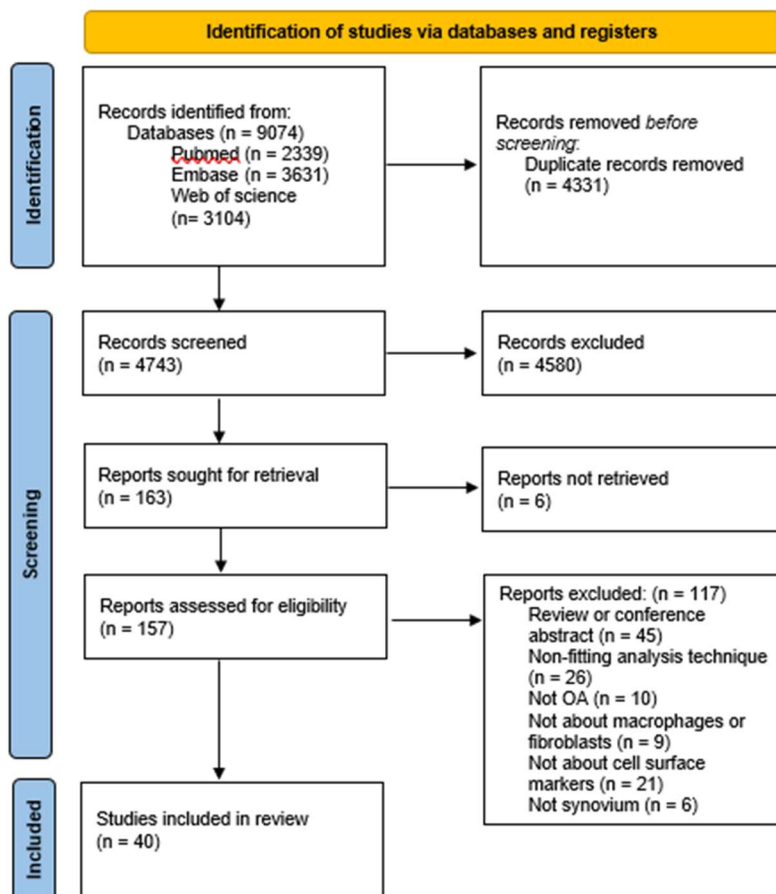 Identification of studies via databases and registers
Identification
Records identified from:
Databases (n = 9074)
Pubmed (n = 2339)
Embase (n = 3631)
Web of science
(n= 3104)
Records removed before
screening:
Duplicate records removed
(n = 4331)
Screening
Records screened
(n = 4743)
Records excluded
(n = 4580)
Reports sought for retrieval
(n = 163)
Reports not retrieved
(n = 6)
Reports assessed for eligibility
(n = 157)
Reports excluded: (n = 117)
Review or conference
abstract (n = 45)
Non-fitting analysis technique
(n = 26)
Not OA (n = 10)
Not about macrophages or
fibroblasts (n = 9)
Not about cell surface
markers (n = 21)
Not synovium (n = 6)
Included
Studies included in review
(n = 40)